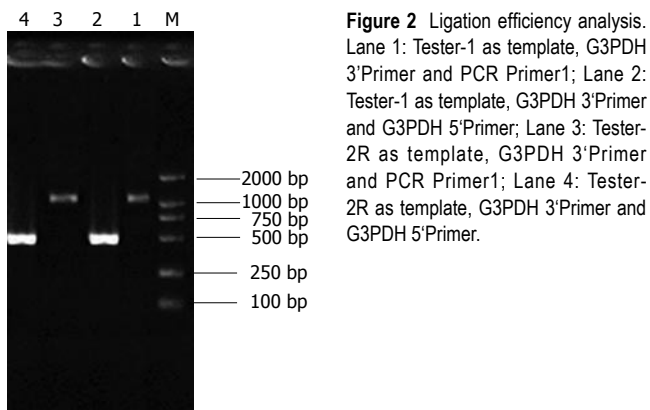 4 3 2 1 M
2000 bp
1000 bp
750 bp
500 bp
250 bp
100 bp
Figure 2 Ligation efficiency analysis.
Lane 1: Tester-1 as template, G3PDH
3'Primer and PCR Primer1; Lane 2:
Tester-1 as template, G3PDH 3‘Primer
and G3PDH 5‘Primer; Lane 3: Tester-
2R as template, G3PDH 3‘Primer
and PCR Primer1; Lane 4: Tester-
2R as template, G3PDH 3‘Primer and
G3PDH 5‘Primer.